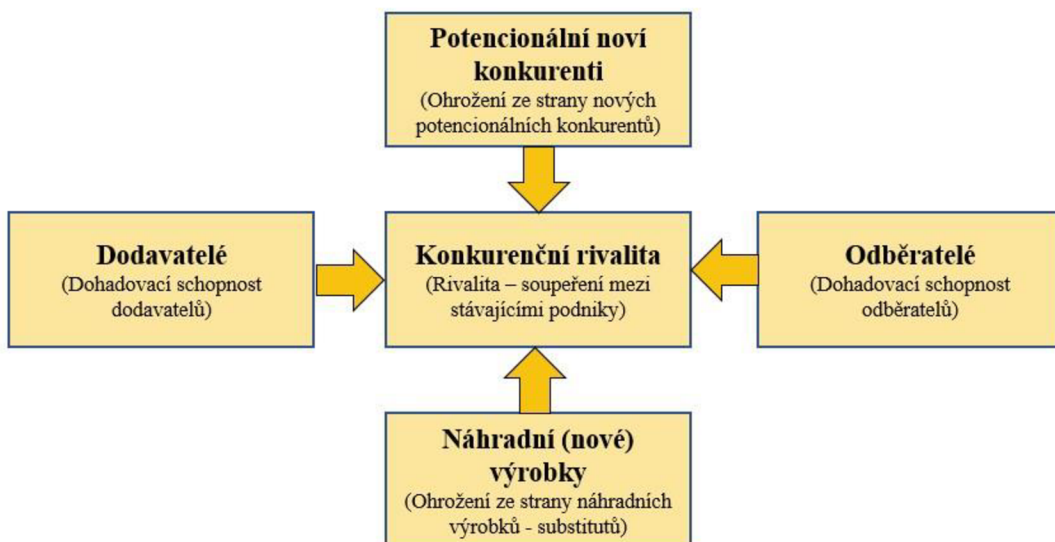 Potencionální noví
konkurenti
(Ohrožení ze strany nových
potencionálních konkurentů)
Dodavatelé
(Dohadovací schopnost
dodavatelů)
Konkurenční rivalita
(Rivalita – soupeření mezi
stávajícími podniky)
Odběratelé
(Dohadovací schopnost
odběratelů)
Náhradní (nové)
výrobky
(Ohrožení ze strany náhradních
výrobků - substitutů)